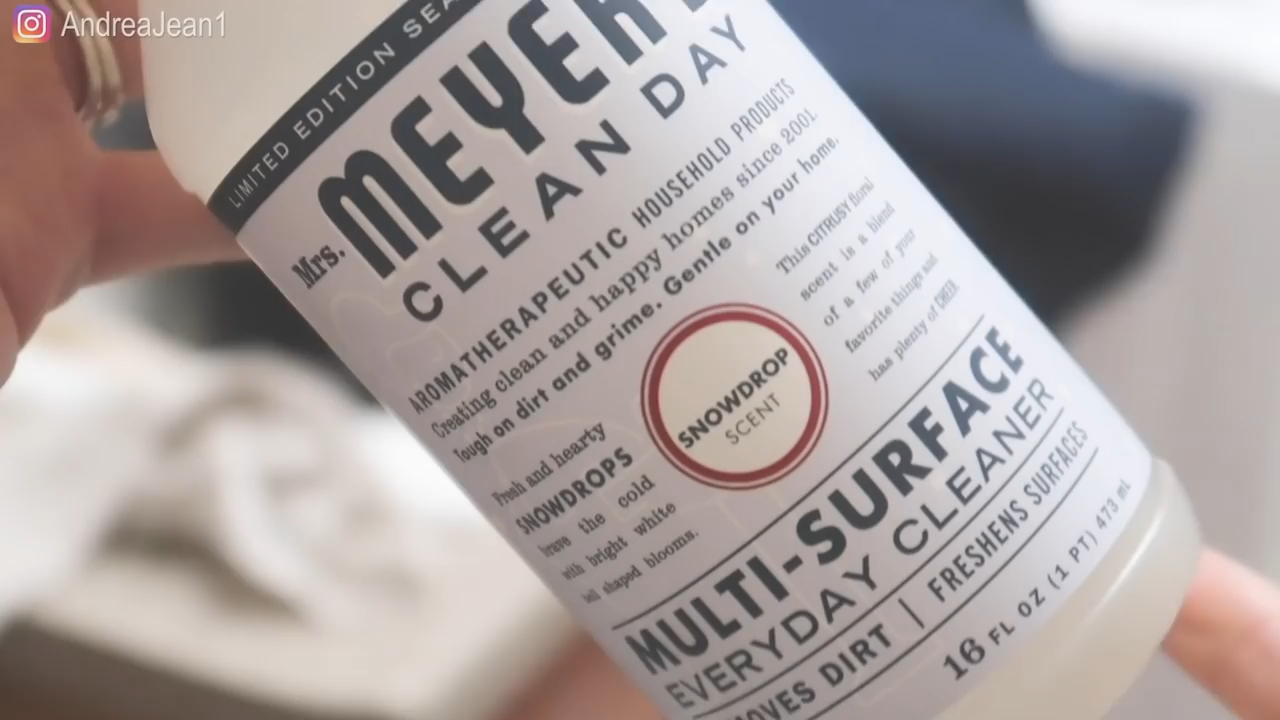 AndreaJean1
LIMITED EDITION SEA
Mrs. MEYER'S
CLEAN DAY
AROMATHERAPEUTIC HOUSEHOLD PRODUCTS
Creating clean and happy homes since 2001.
Tough on dirt and grime. Gentle on your home.
Fresh and hearty
SNOWDROPS
brave the cold
with bright white
bell shaped blooms.
SNOWDROP
SCENT
This CITRUSY floral
scent is a blend
of a few of your
favorite things and
has plenty of CHEER.
MULTI-SURFACE
EVERYDAY CLEANER
MOVES DIRT | FRESHENS SURFACES
16 FL OZ (1 PT) 473 mL